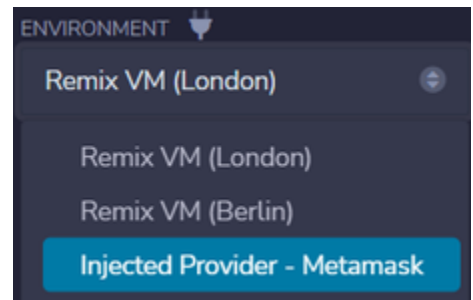 ENVIRONMENT
Remix VM (London)
Remix VM (London)
Remix VM (Berlin)
Injected Provider - Metamask